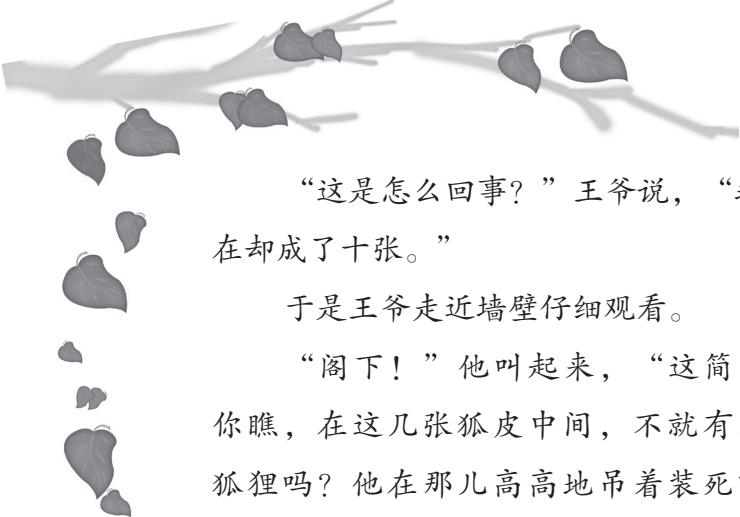 “这是怎么回事？”王爷说，“
在却成了十张。”
于是王爷走近墙壁仔细观看。
“阁下！”他叫起来，“这简
你瞧，在这几张狐皮中间，不就有
狐狸吗？他在那儿高高地吊着装死